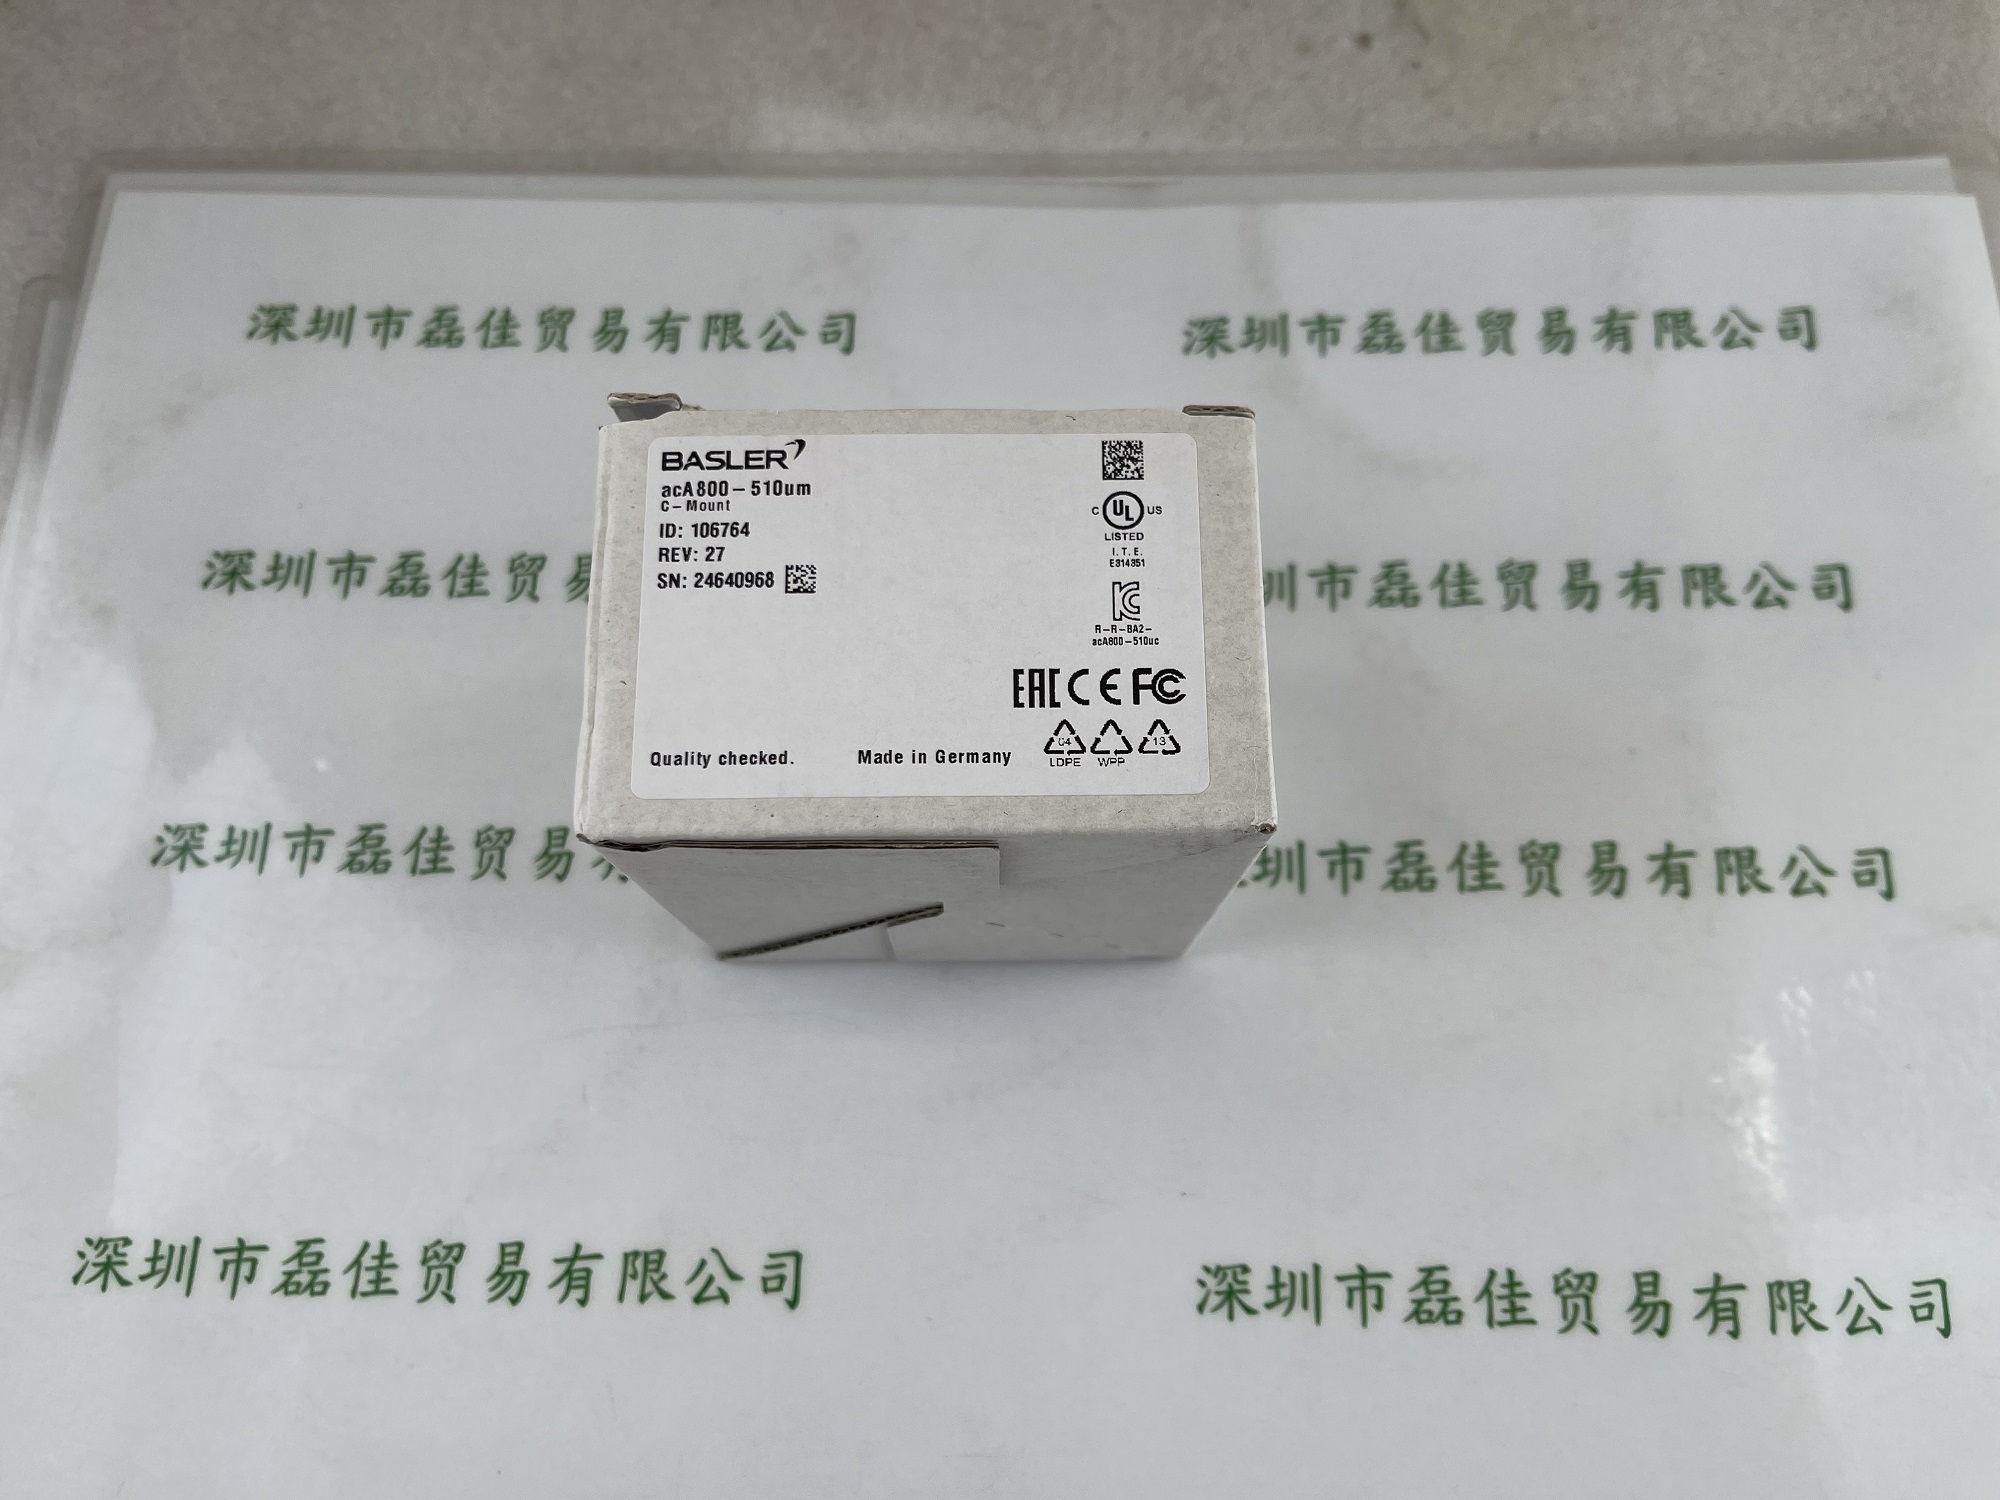 深圳市磊佳贸易有限公司
深圳市磊佳贸易有限公司
BASLER
acA800-510um
C-Mount
ID: 106764
REV: 27
SN: 24640968
C UL US
LISTED
I.T.E.
E314351
R-R-BA2-
acA800-510uc
EAC CE FC
04
13
LDPE
WPP
Quality checked.
Made in Germany
深圳市磊佳贸
圳市磊佳贸易有限公司
深圳市磊佳贸易
圳市磊佳贸易有限公司
深圳市磊佳贸易有限公司
深圳市磊佳贸易有限公司